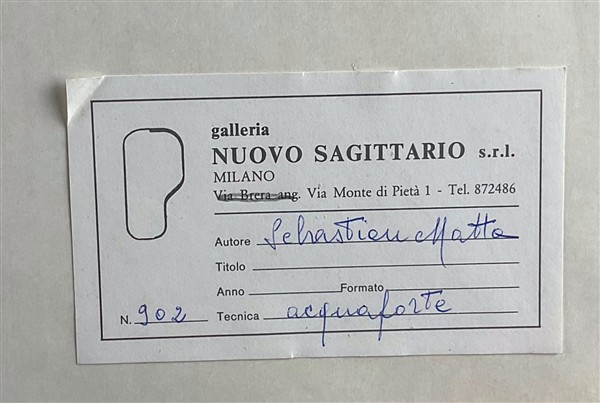 galleria
NUOVO SAGITTARIO s.r.l.
MILANO
Via Brera ang. Via Monte di Pietà 1 - Tel. 872486
Autore Sebastian Matta
Titolo
Anno Formato
N. 902 Tecnica acquaforte